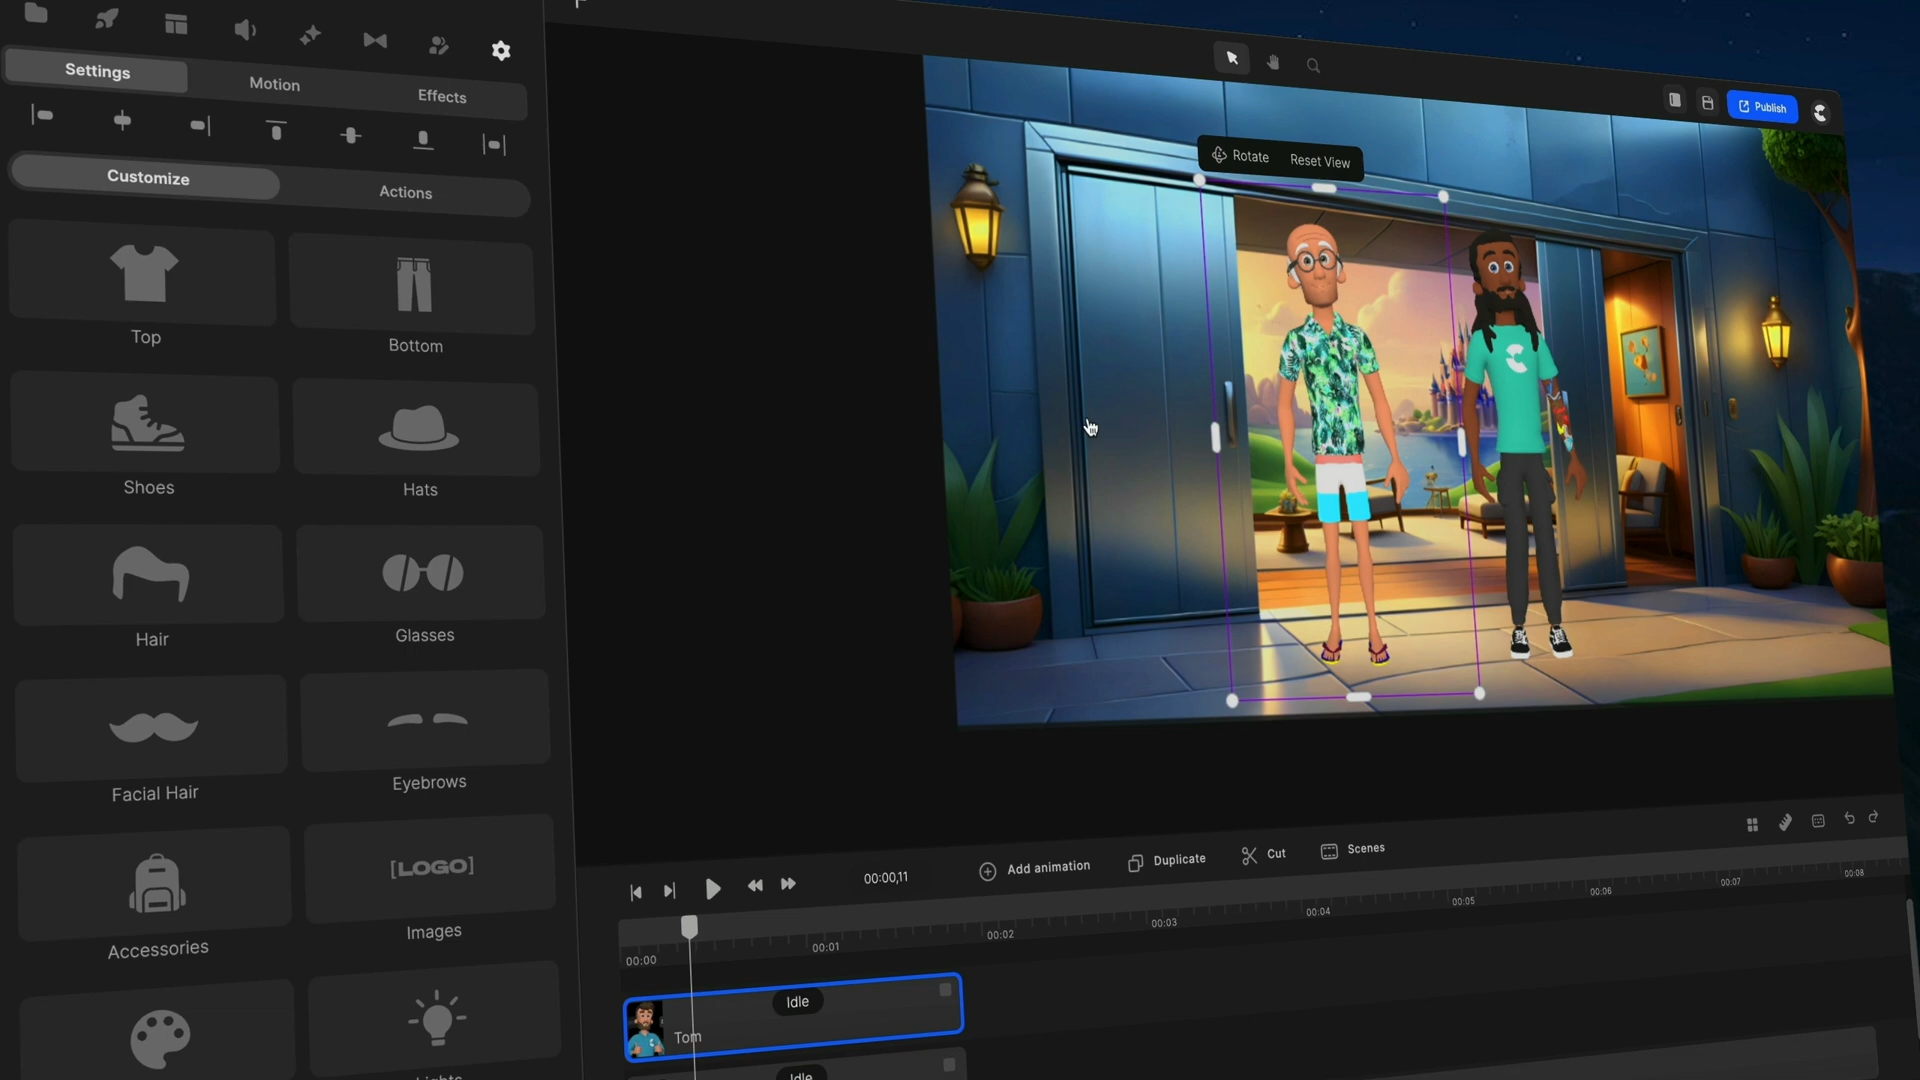 Settings
Motion
Effects
Customize
Actions
Top
Bottom
Shoes
Hats
Hair
Glasses
Facial Hair
Eyebrows
[LOGO]
Accessories
Images
Publish
Rotate
Reset View
00:00,11
Add animation
Duplicate
Cut
Scenes
00:00
00:01
00:02
00:03
00:04
00:05
00:06
00:07
00:08
Idle
Tom
Idle